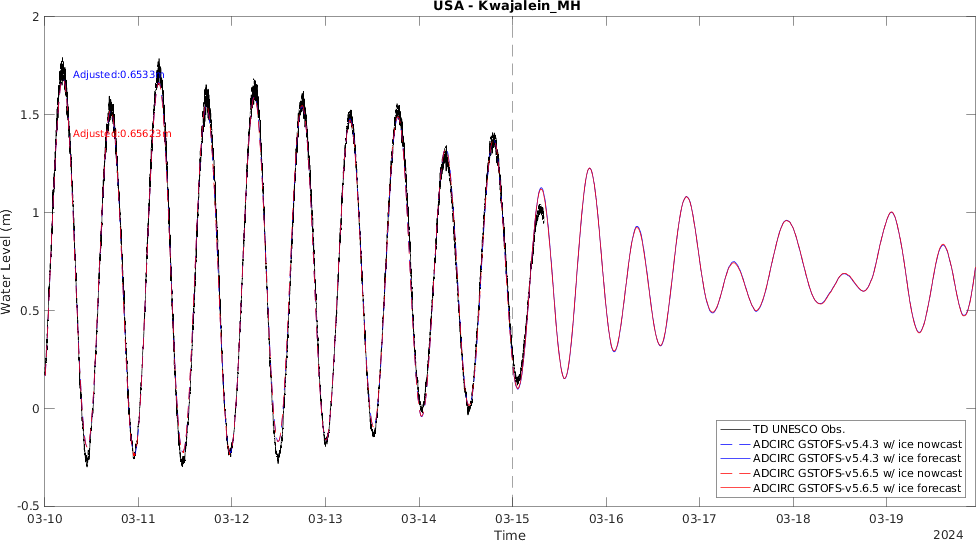 USA - Kwajalein_MH
2
1.5
1
0.5
0
-0.5
Water Level (m)
Adjusted:0.6533m
Adjusted:0.65623m
TD UNESCO Obs.
ADCIRC GSTOFS-v5.4.3 w/ ice nowcast
ADCIRC GSTOFS-v5.4.3 w/ ice forecast
ADCIRC GSTOFS-v5.6.5 w/ ice nowcast
ADCIRC GSTOFS-v5.6.5 w/ ice forecast
03-10 03-11 03-12 03-13 03-14 03-15 03-16 03-17 03-18 03-19
Time
2024